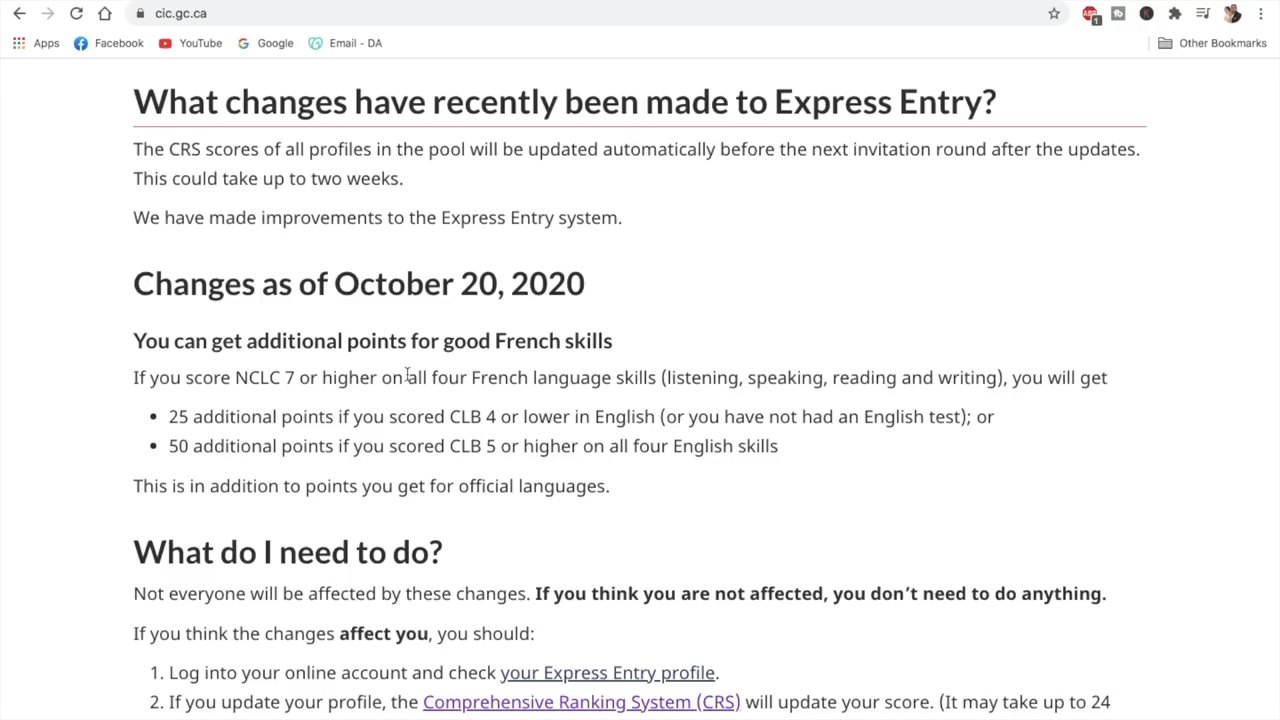 cic.gc.ca
ABP
1
Apps Facebook YouTube Google Email - DA Other Bookmarks
What changes have recently been made to Express Entry?
The CRS scores of all profiles in the pool will be updated automatically before the next invitation round after the updates.
This could take up to two weeks.
We have made improvements to the Express Entry system.
Changes as of October 20, 2020
You can get additional points for good French skills
If you score NCLC 7 or higher on all four French language skills (listening, speaking, reading and writing), you will get
• 25 additional points if you scored CLB 4 or lower in English (or you have not had an English test); or
• 50 additional points if you scored CLB 5 or higher on all four English skills
This is in addition to points you get for official languages.
What do I need to do?
Not everyone will be affected by these changes. If you think you are not affected, you don’t need to do anything.
If you think the changes affect you, you should:
1. Log into your online account and check your Express Entry profile.
2. If you update your profile, the Comprehensive Ranking System (CRS) will update your score. (It may take up to 24